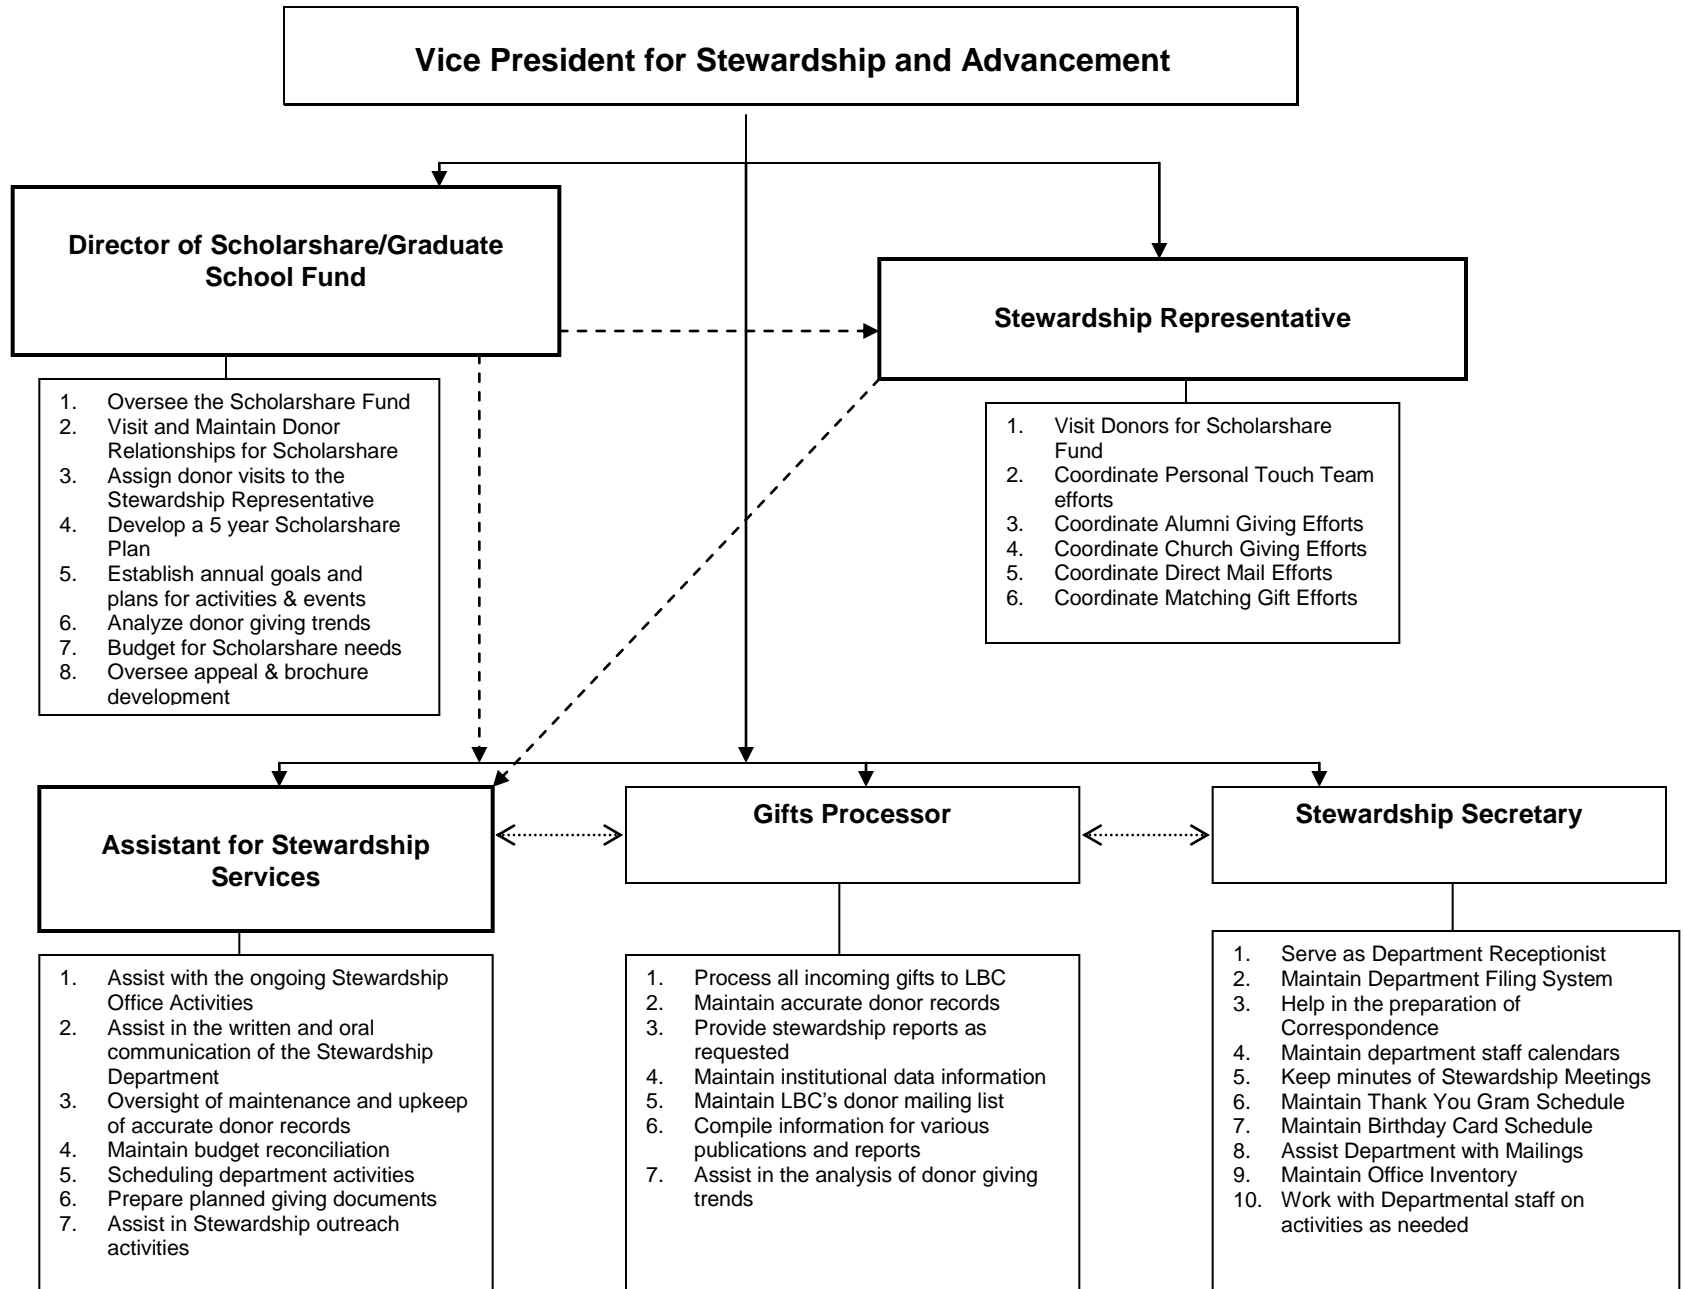 Vice President for Stewardship and Advancement
Director of Scholarshare/Graduate
School Fund
Stewardship Representative
1. Oversee the Scholarshare Fund
2. Visit and Maintain Donor
Relationships for Scholarshare
3. Assign donor visits to the
Stewardship Representative
4. Develop a 5 year Scholarshare
Plan
5. Establish annual goals and
plans for activities & events
6. Analyze donor giving trends
7. Budget for Scholarshare needs
8. Oversee appeal & brochure
development
1. Visit Donors for Scholarshare
Fund
2. Coordinate Personal Touch Team
efforts
3. Coordinate Alumni Giving Efforts
4. Coordinate Church Giving Efforts
5. Coordinate Direct Mail Efforts
6. Coordinate Matching Gift Efforts
Assistant for Stewardship
Services
Gifts Processor
Stewardship Secretary
1. Assist with the ongoing Stewardship
Office Activities
2. Assist in the written and oral
communication of the Stewardship
Department
3. Oversight of maintenance and upkeep
of accurate donor records
4. Maintain budget reconciliation
5. Scheduling department activities
6. Prepare planned giving documents
7. Assist in Stewardship outreach
activities
1. Process all incoming gifts to LBC
2. Maintain accurate donor records
3. Provide stewardship reports as
requested
4. Maintain institutional data information
5. Maintain LBC’s donor mailing list
6. Compile information for various
publications and reports
7. Assist in the analysis of donor giving
trends
1. Serve as Department Receptionist
2. Maintain Department Filing System
3. Help in the preparation of
Correspondence
4. Maintain department staff calendars
5. Keep minutes of Stewardship Meetings
6. Maintain Thank You Gram Schedule
7. Maintain Birthday Card Schedule
8. Assist Department with Mailings
9. Maintain Office Inventory
10. Work with Departmental staff on
activities as needed